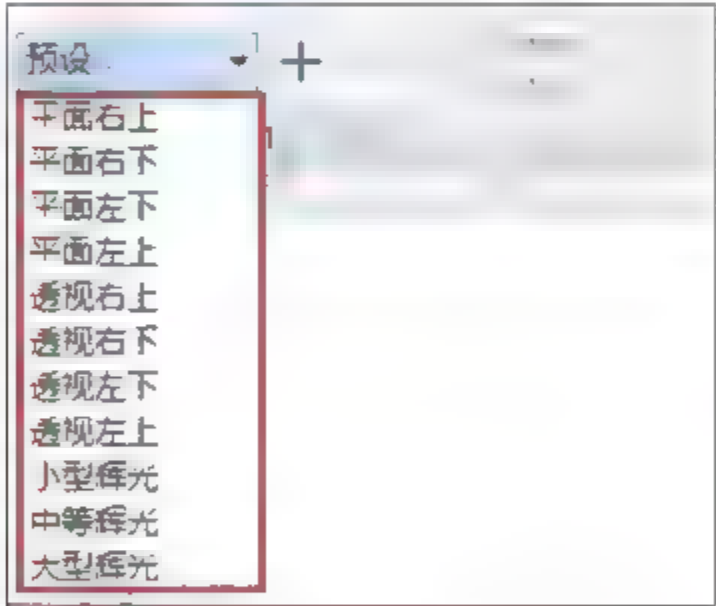 预设
平面右上
平面右下
平面左下
平面左上
透视右上
透视右下
透视左下
透视左上
小型辉光
中等辉光
大型辉光